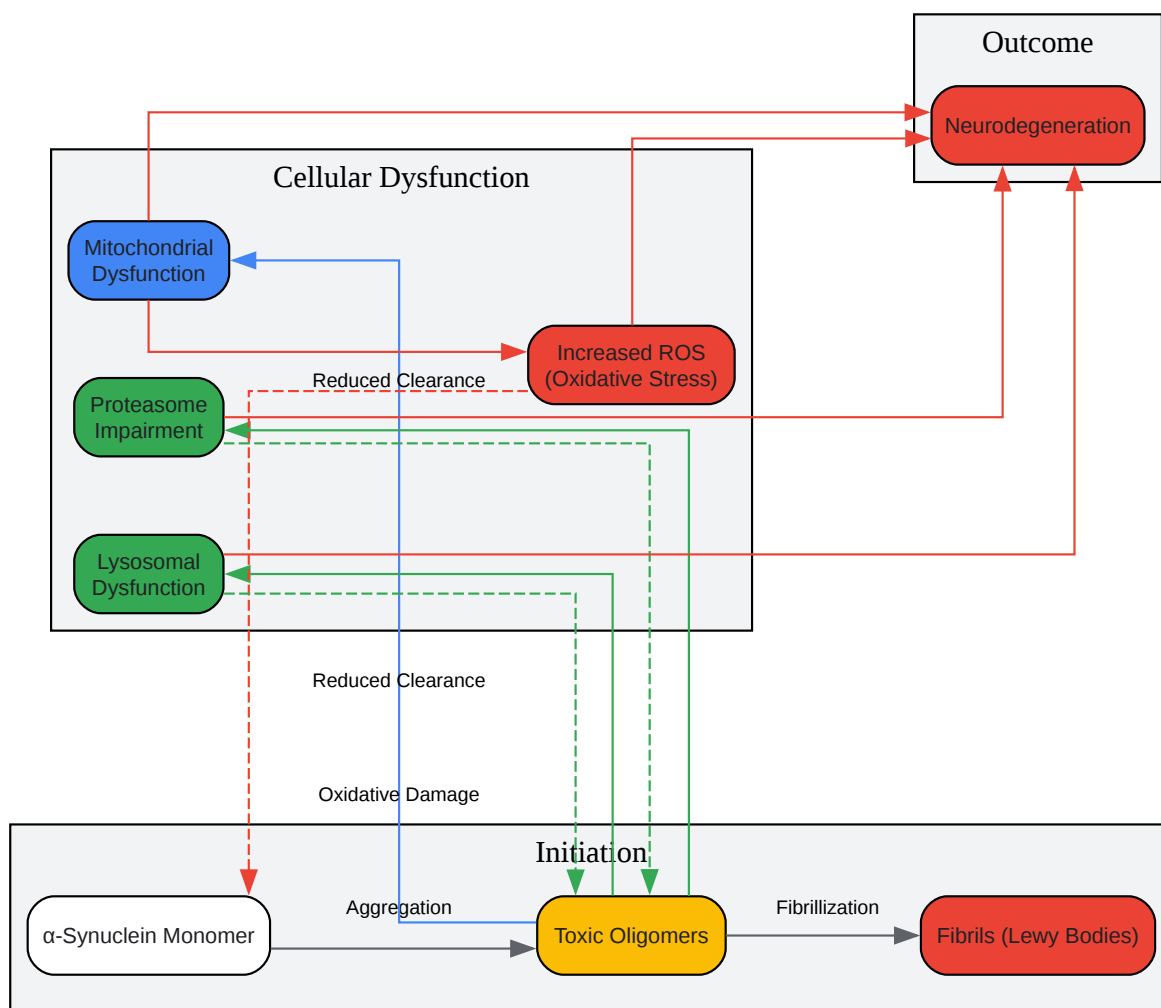 Outcome
Neurodegeneration
Cellular Dysfunction
Mitochondrial
Dysfunction
Increased ROS
(Oxidative Stress)
Reduced Clearance
Proteasome
Impairment
Lysosomal
Dysfunction
Reduced Clearance
Oxidative Damage
Initiation
Aggregation
Fibrillization
α-Synuclein Monomer
Toxic Oligomers
Fibrils (Lewy Bodies)